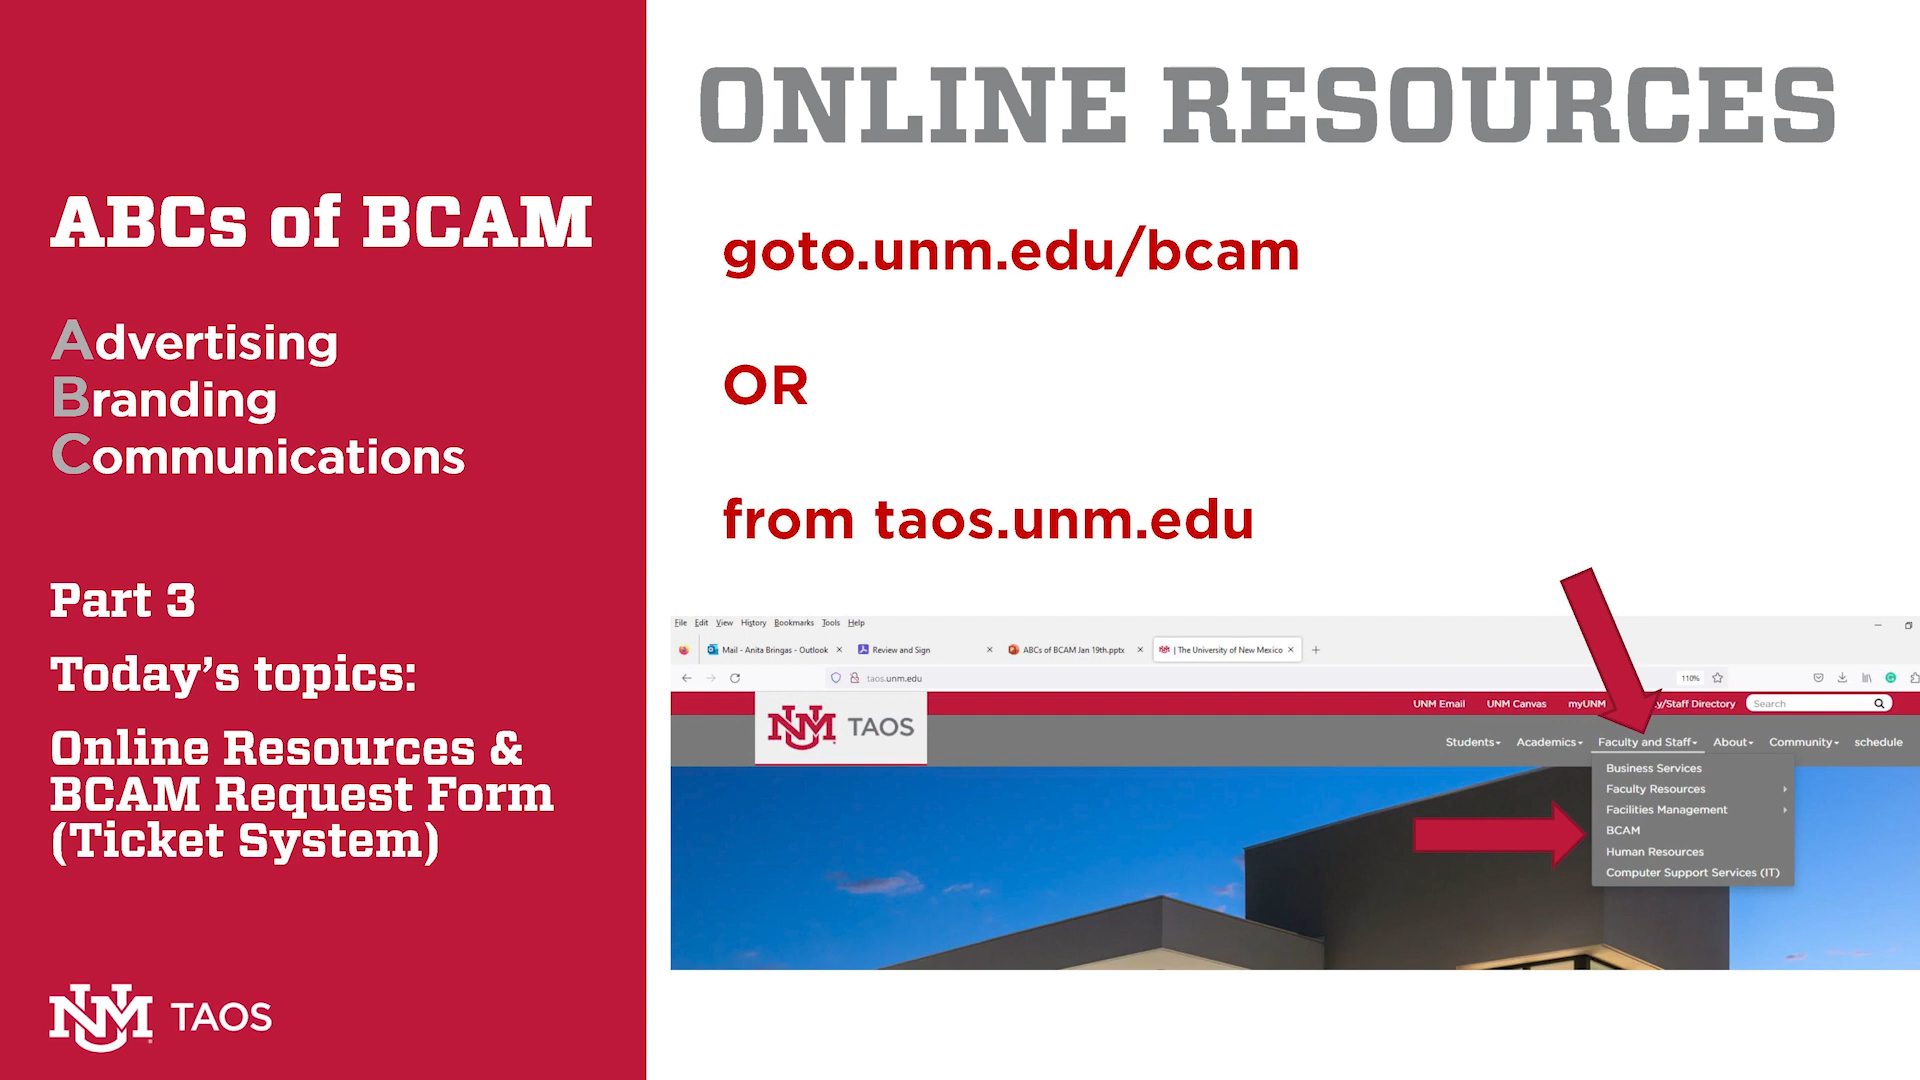 ABCs of BCAM
Advertising
Branding
Communications
Part 3
Today's topics:
Online Resources &
BCAM Request Form
(Ticket System)
UNM TAOS
ONLINE RESOURCES
goto.unm.edu/bcam
OR
from taos.unm.edu
File Edit View History Bookmarks Tools Help
Mail - Anita Bringas - Outlook
Review and Sign
ABCs of BCAM Jan 19th.pptx
| The University of New Mexico
taos.unm.edu
110%
UNM Email UNM Canvas myUNM y/Staff Directory Search
UNM TAOS
Students Academics Faculty and Staff About Community schedule
Business Services
Faculty Resources
Facilities Management
BCAM
Human Resources
Computer Support Services (IT)